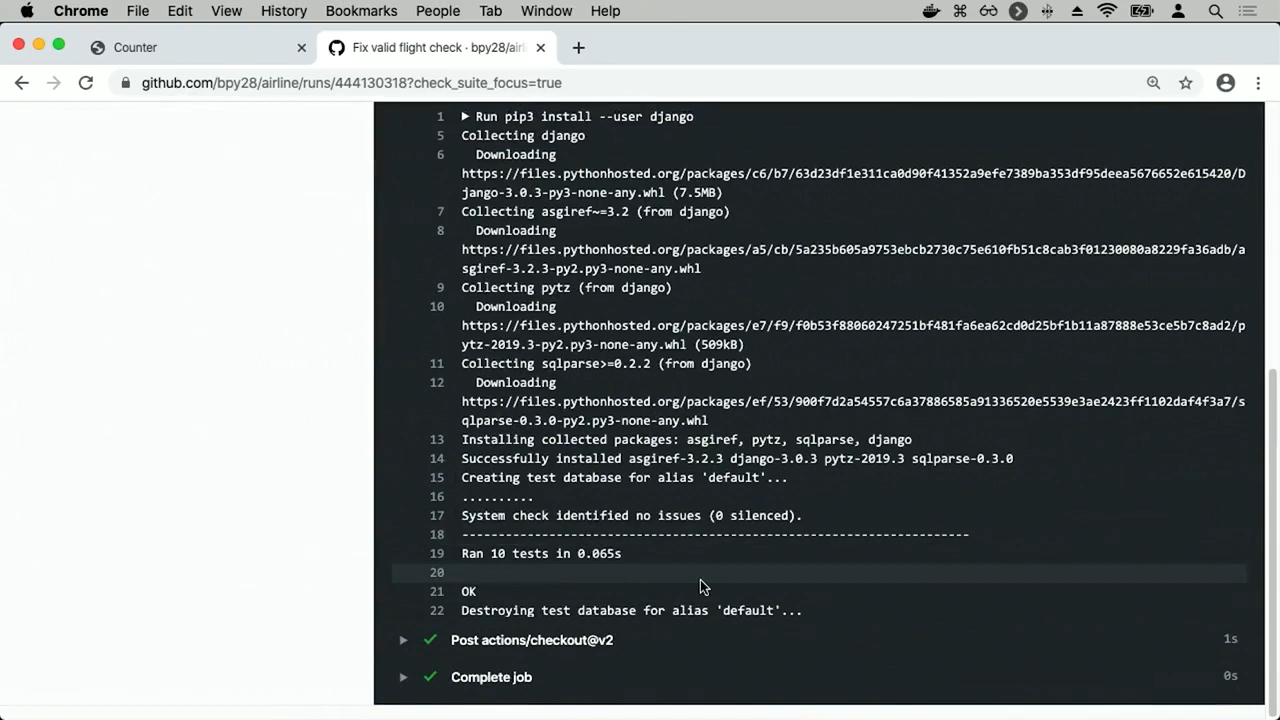 Chrome File Edit View History Bookmarks People Tab Window Help
Counter
Fix valid flight check · bpy28/airli
github.com/bpy28/airline/runs/444130318?check_suite_focus=true
1 Run pip3 install --user django
5 Collecting django
6 Downloading
https://files.pythonhosted.org/packages/c6/b7/63d23df1e311ca0d90f41352a9efe7389ba353df95deea5676652e615420/D
jango-3.0.3-py3-none-any.whl (7.5MB)
7 Collecting asgiref~=3.2 (from django)
8 Downloading
https://files.pythonhosted.org/packages/a5/cb/5a235b605a9753ebcb2730c75e610fb51c8cab3f01230080a8229fa36adb/a
sgiref-3.2.3-py2.py3-none-any.whl
9 Collecting pytz (from django)
10 Downloading
https://files.pythonhosted.org/packages/e7/f9/f0b53f88060247251bf481fa6ea62cd0d25bf1b11a87888e53ce5b7c8ad2/p
ytz-2019.3-py2.py3-none-any.whl (509kB)
11 Collecting sqlparse>=0.2.2 (from django)
12 Downloading
https://files.pythonhosted.org/packages/ef/53/900f7d2a54557c6a37886585a91336520e5539e3ae2423ff1102daf4f3a7/s
qlparse-0.3.0-py2.py3-none-any.whl
13 Installing collected packages: asgiref, pytz, sqlparse, django
14 Successfully installed asgiref-3.2.3 django-3.0.3 pytz-2019.3 sqlparse-0.3.0
15 Creating test database for alias 'default'...
16 ..........
17 System check identified no issues (0 silenced).
18 ----------------------------------------------------------------------
19 Ran 10 tests in 0.065s
20
21 OK
22 Destroying test database for alias 'default'...
Post actions/checkout@v2 1s
Complete job 0s